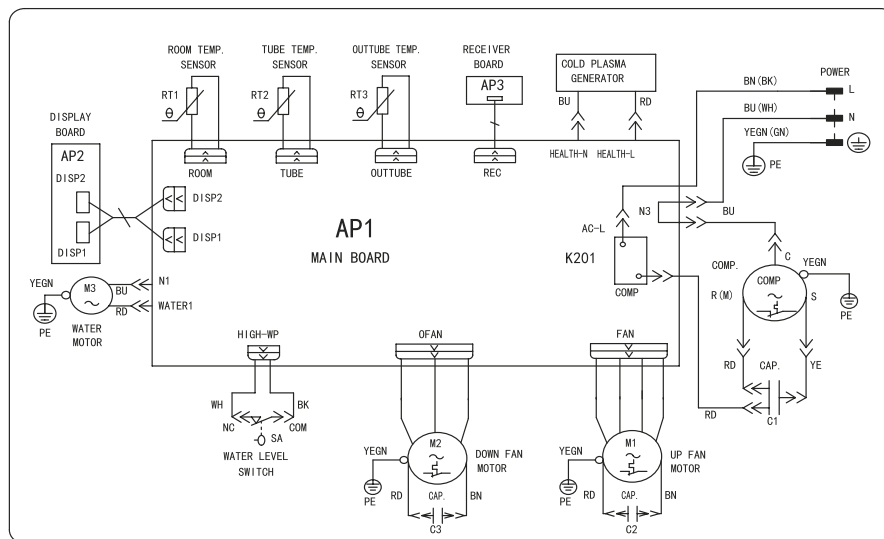 ROOM TEMP. SENSOR
TUBE TEMP. SENSOR
OUTTUBE TEMP. SENSOR
RECEIVER BOARD
COLD PLASMA GENERATOR
POWER
RT1
θ
RT2
θ
RT3
θ
AP3
BU
RD
BN(BK)
L
BU(WH)
N
YEGN(GN)
PE
DISPLAY BOARD
AP2
DISP2
DISP1
ROOM
TUBE
OUTTUBE
REC
HEALTH-N
HEALTH-L
DISP2
DISP1
AP1
MAIN BOARD
N3
BU
AC-L
K201
COMP
COMP.
C
COMP
YEGN
R(M)
S
PE
YEGN
M3
BU
N1
RD
WATER1
PE
WATER MOTOR
RD
CAP.
YE
RD
C1
HIGH-WP
OFAN
FAN
WH
BK
NC
COM
SA
WATER LEVEL SWITCH
YEGN
M2
DOWN FAN MOTOR
PE
RD
CAP.
BN
C3
YEGN
M1
UP FAN MOTOR
PE
RD
CAP.
BN
C2